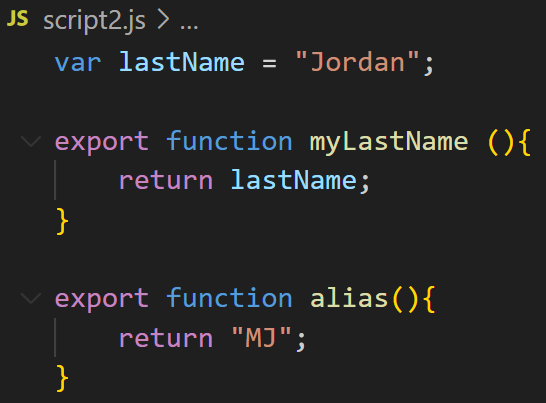 JS script2.js > ...
var lastName = "Jordan";
export function myLastName (){
return lastName;
}
export function alias(){
return "MJ";
}